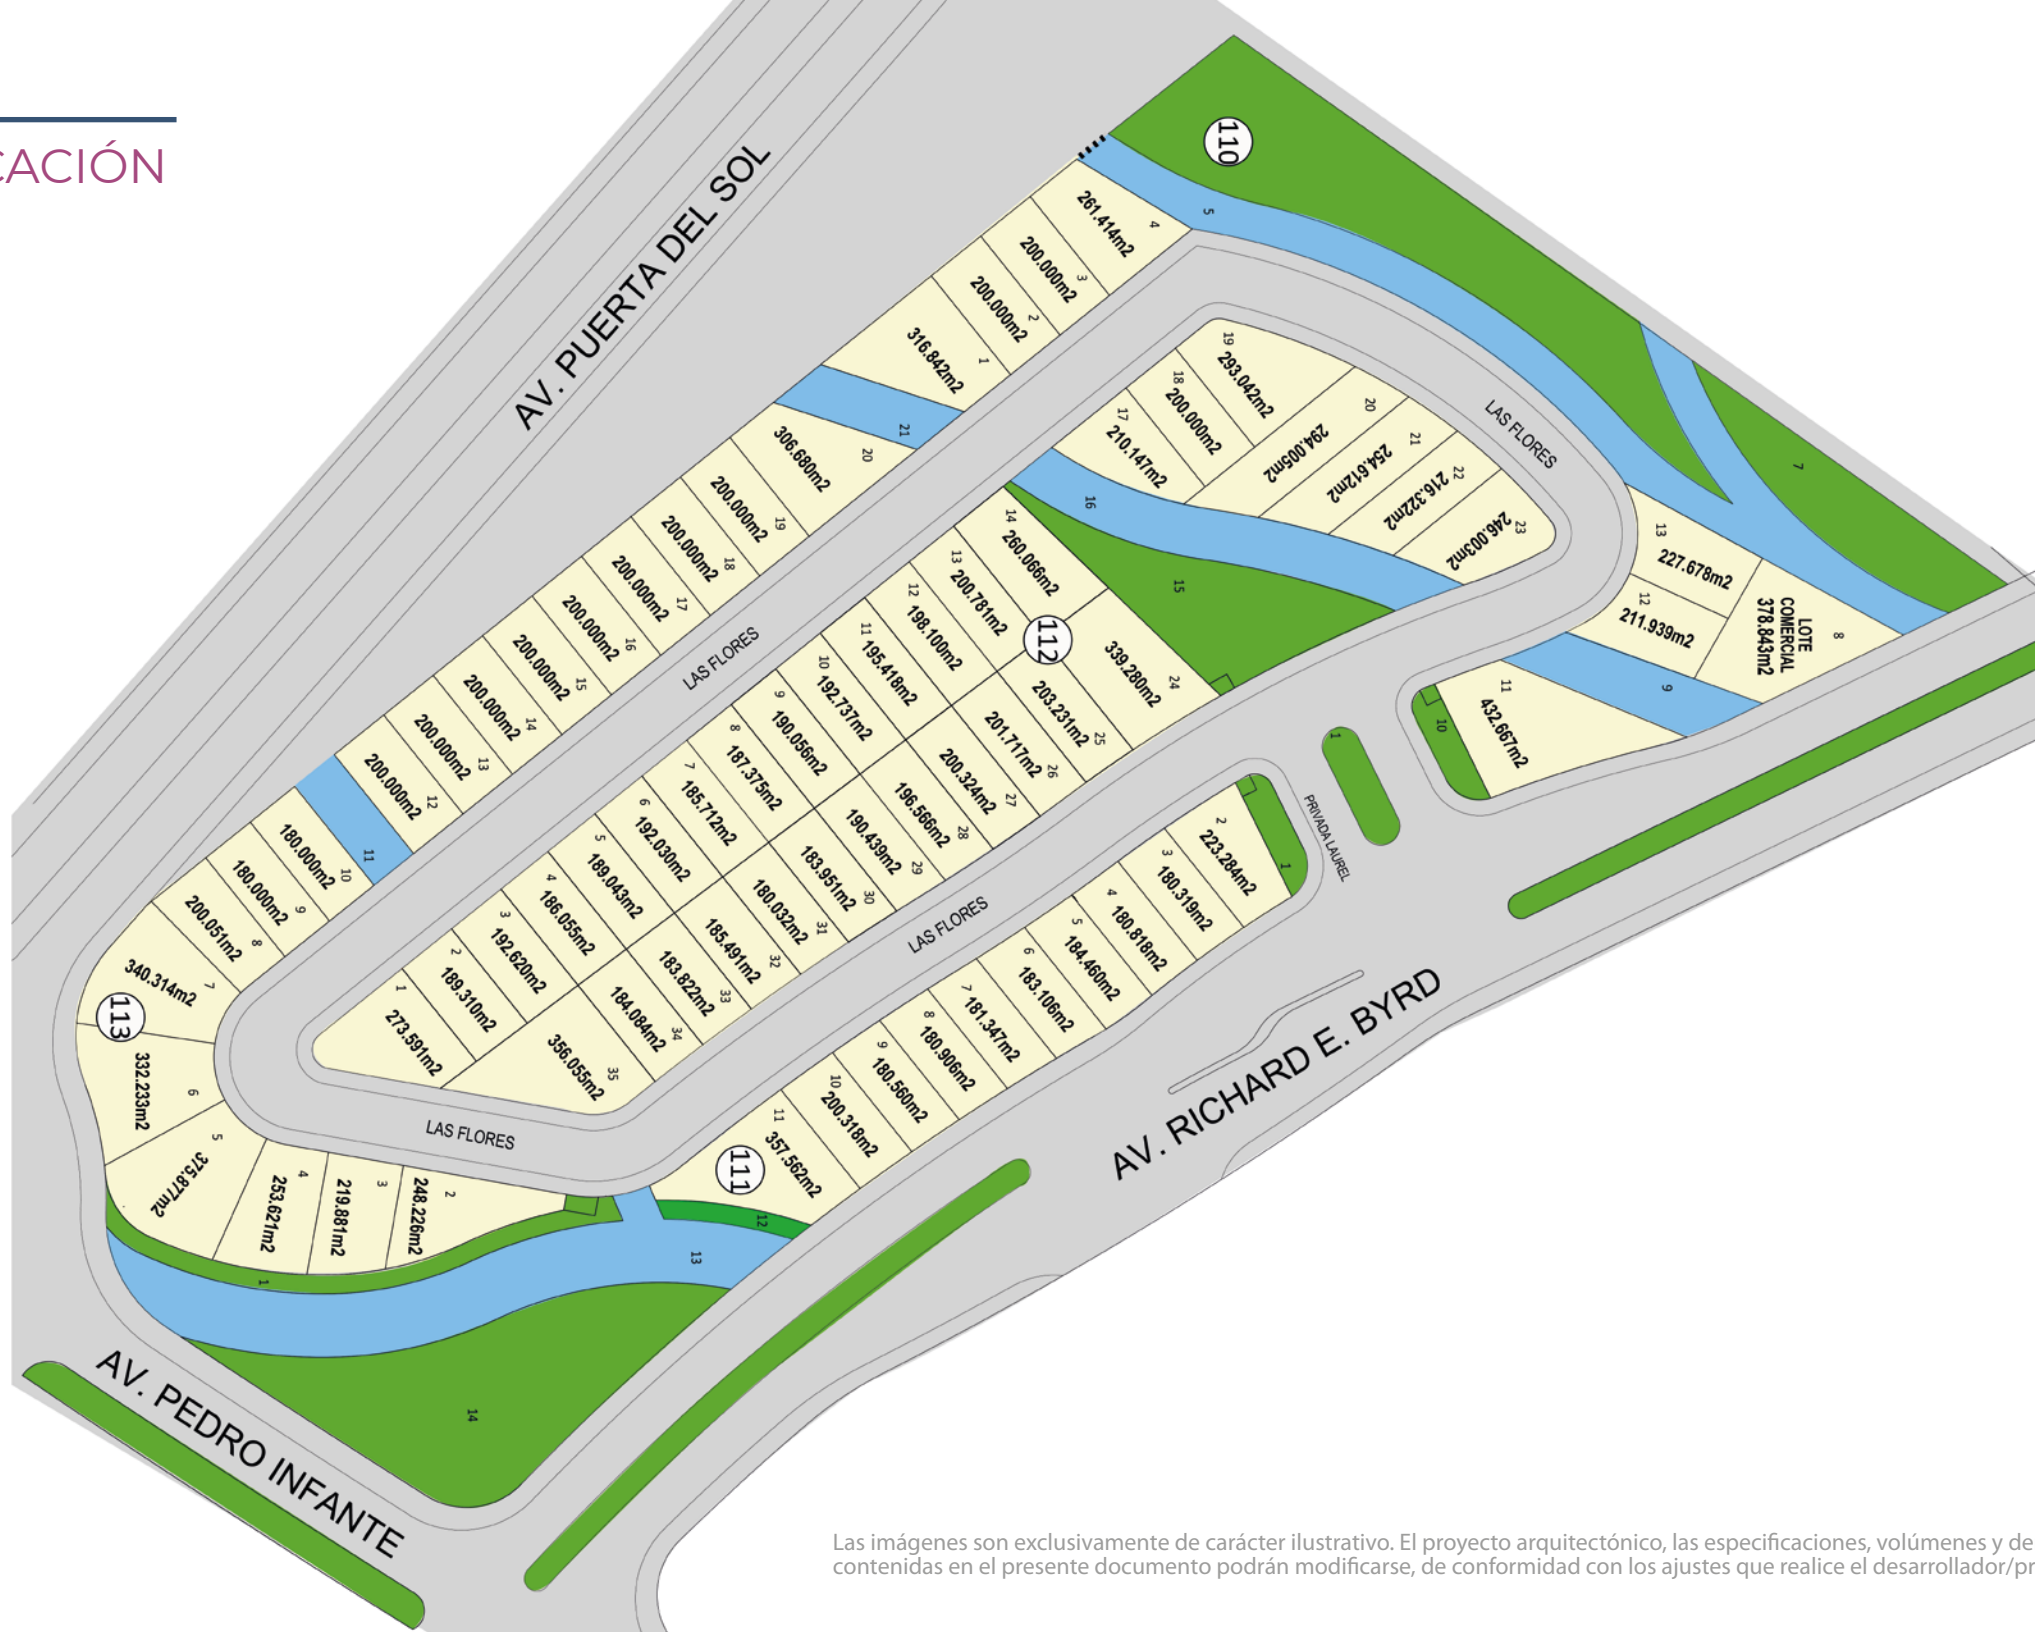 CACIÓN
AV. PUERTA DEL SOL
110
5
7
4
261.414m2
3
200.000m2
2
200.000m2
1
316.842m2
21
20
306.680m2
19
200.000m2
18
200.000m2
17
200.000m2
16
200.000m2
15
200.000m2
14
200.000m2
13
200.000m2
12
200.000m2
11
10
180.000m2
9
180.000m2
8
200.051m2
7
340.314m2
113
6
332.233m2
5
375.877m2
4
253.621m2
3
219.881m2
2
248.226m2
1
LAS FLORES
LAS FLORES
LAS FLORES
LAS FLORES
19
293.042m2
18
200.000m2
17
210.147m2
20
294.005m2
21
254.612m2
22
216.322m2
23
246.003m2
16
15
14
260.066m2
13
200.781m2
12
198.100m2
11
195.418m2
10
192.737m2
9
190.056m2
8
187.375m2
7
185.712m2
6
192.030m2
5
189.043m2
4
186.055m2
3
192.620m2
2
189.310m2
1
273.591m2
112
24
339.280m2
25
203.231m2
26
201.717m2
27
200.324m2
28
196.566m2
29
190.439m2
30
183.951m2
31
180.032m2
32
185.491m2
33
183.822m2
34
184.084m2
35
356.055m2
13
227.678m2
12
211.939m2
8
LOTE
COMERCIAL
378.843m2
9
11
432.667m2
10
1
PRIVADA LAUREL
1
2
223.284m2
3
180.319m2
4
180.818m2
5
184.460m2
6
183.106m2
7
181.347m2
8
180.906m2
9
180.560m2
10
200.318m2
11
357.562m2
111
12
13
14
AV. RICHARD E. BYRD
AV. PEDRO INFANTE
Las imágenes son exclusivamente de carácter ilustrativo. El proyecto arquitectónico, las especificaciones, volúmenes y de
contenidas en el presente documento podrán modificarse, de conformidad con los ajustes que realice el desarrollador/pr